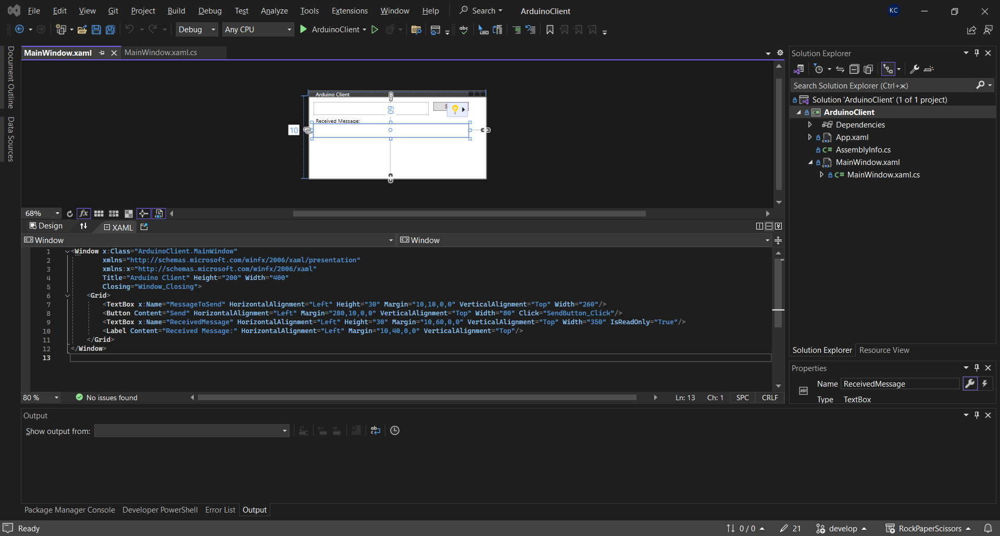 File Edit View Git Project Build Debug Test Analyze Tools Extensions Window Help Search ArduinoClient KC
Debug Any CPU ArduinoClient
Document Outline
Data Sources
MainWindow.xaml MainWindow.xaml.cs
Arduino Client
60
S
Received Message:
10
68%
Design XAML
Window Window
1 <Window x:Class="ArduinoClient.MainWindow"
2 xmlns="http://schemas.microsoft.com/winfx/2006/xaml/presentation"
3 xmlns:x="http://schemas.microsoft.com/winfx/2006/xaml"
4 Title="Arduino Client" Height="200" Width="400"
5 Closing="Window_Closing">
6 <Grid>
7 <TextBox x:Name="MessageToSend" HorizontalAlignment="Left" Height="30" Margin="10,10,0,0" VerticalAlignment="Top" Width="260"/>
8 <Button Content="Send" HorizontalAlignment="Left" Margin="280,10,0,0" VerticalAlignment="Top" Width="80" Click="SendButton_Click"/>
9 <TextBox x:Name="ReceivedMessage" HorizontalAlignment="Left" Height="30" Margin="10,60,0,0" VerticalAlignment="Top" Width="350" IsReadOnly="True"/>
10 <Label Content="Received Message:" HorizontalAlignment="Left" Margin="10,40,0,0" VerticalAlignment="Top"/>
11 </Grid>
12 </Window>
13
80 % No issues found Ln: 13 Ch: 1 SPC CRLF
Solution Explorer
Search Solution Explorer (Ctrl+ж)
Solution 'ArduinoClient' (1 of 1 project)
ArduinoClient
Dependencies
App.xaml
C# AssemblyInfo.cs
MainWindow.xaml
C# MainWindow.xaml.cs
Solution Explorer Resource View
Properties
Name ReceivedMessage
Type TextBox
Output
Show output from:
Package Manager Console Developer PowerShell Error List Output
Ready 0 / 0 21 develop RockPaperScissors